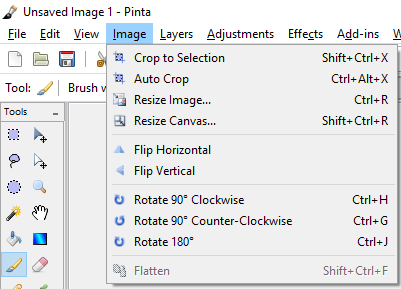 Unsaved Image 1 - Pinta
File Edit View Image Layers Adjustments Effects Add-ins
Tool: Brush
Tools
Crop to Selection Shift+Ctrl+X
Auto Crop Ctrl+Alt+X
Resize Image... Ctrl+R
Resize Canvas... Shift+Ctrl+R
Flip Horizontal
Flip Vertical
Rotate 90° Clockwise Ctrl+H
Rotate 90° Counter-Clockwise Ctrl+G
Rotate 180° Ctrl+J
Flatten Shift+Ctrl+F